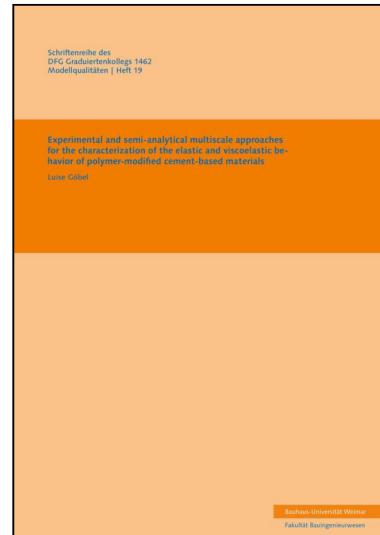 Schriftenreihe des
DFG Graduiertenkollegs 1462
Modellqualitäten | Heft 19
Experimental and semi-analytical multiscale approaches
for the characterization of the elastic and viscoelastic be-
havior of polymer-modified cement-based materials
Luise Göbel
Bauhaus-Universität Weimar
Fakultät Bauingenieurwesen